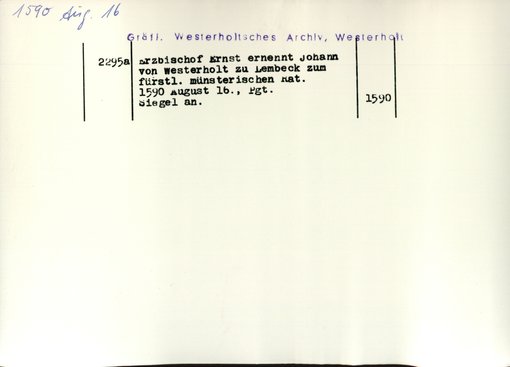 1590 Aug. 16
Gräfl. Westerholtsches Archiv, Westerholt
2295a Erzbischof Ernst ernennt Johann
von Westerholt zu Lembeck zum
fürstl. münsterischen Rat.
1590 August 16., Pgt.
Siegel an. 1590